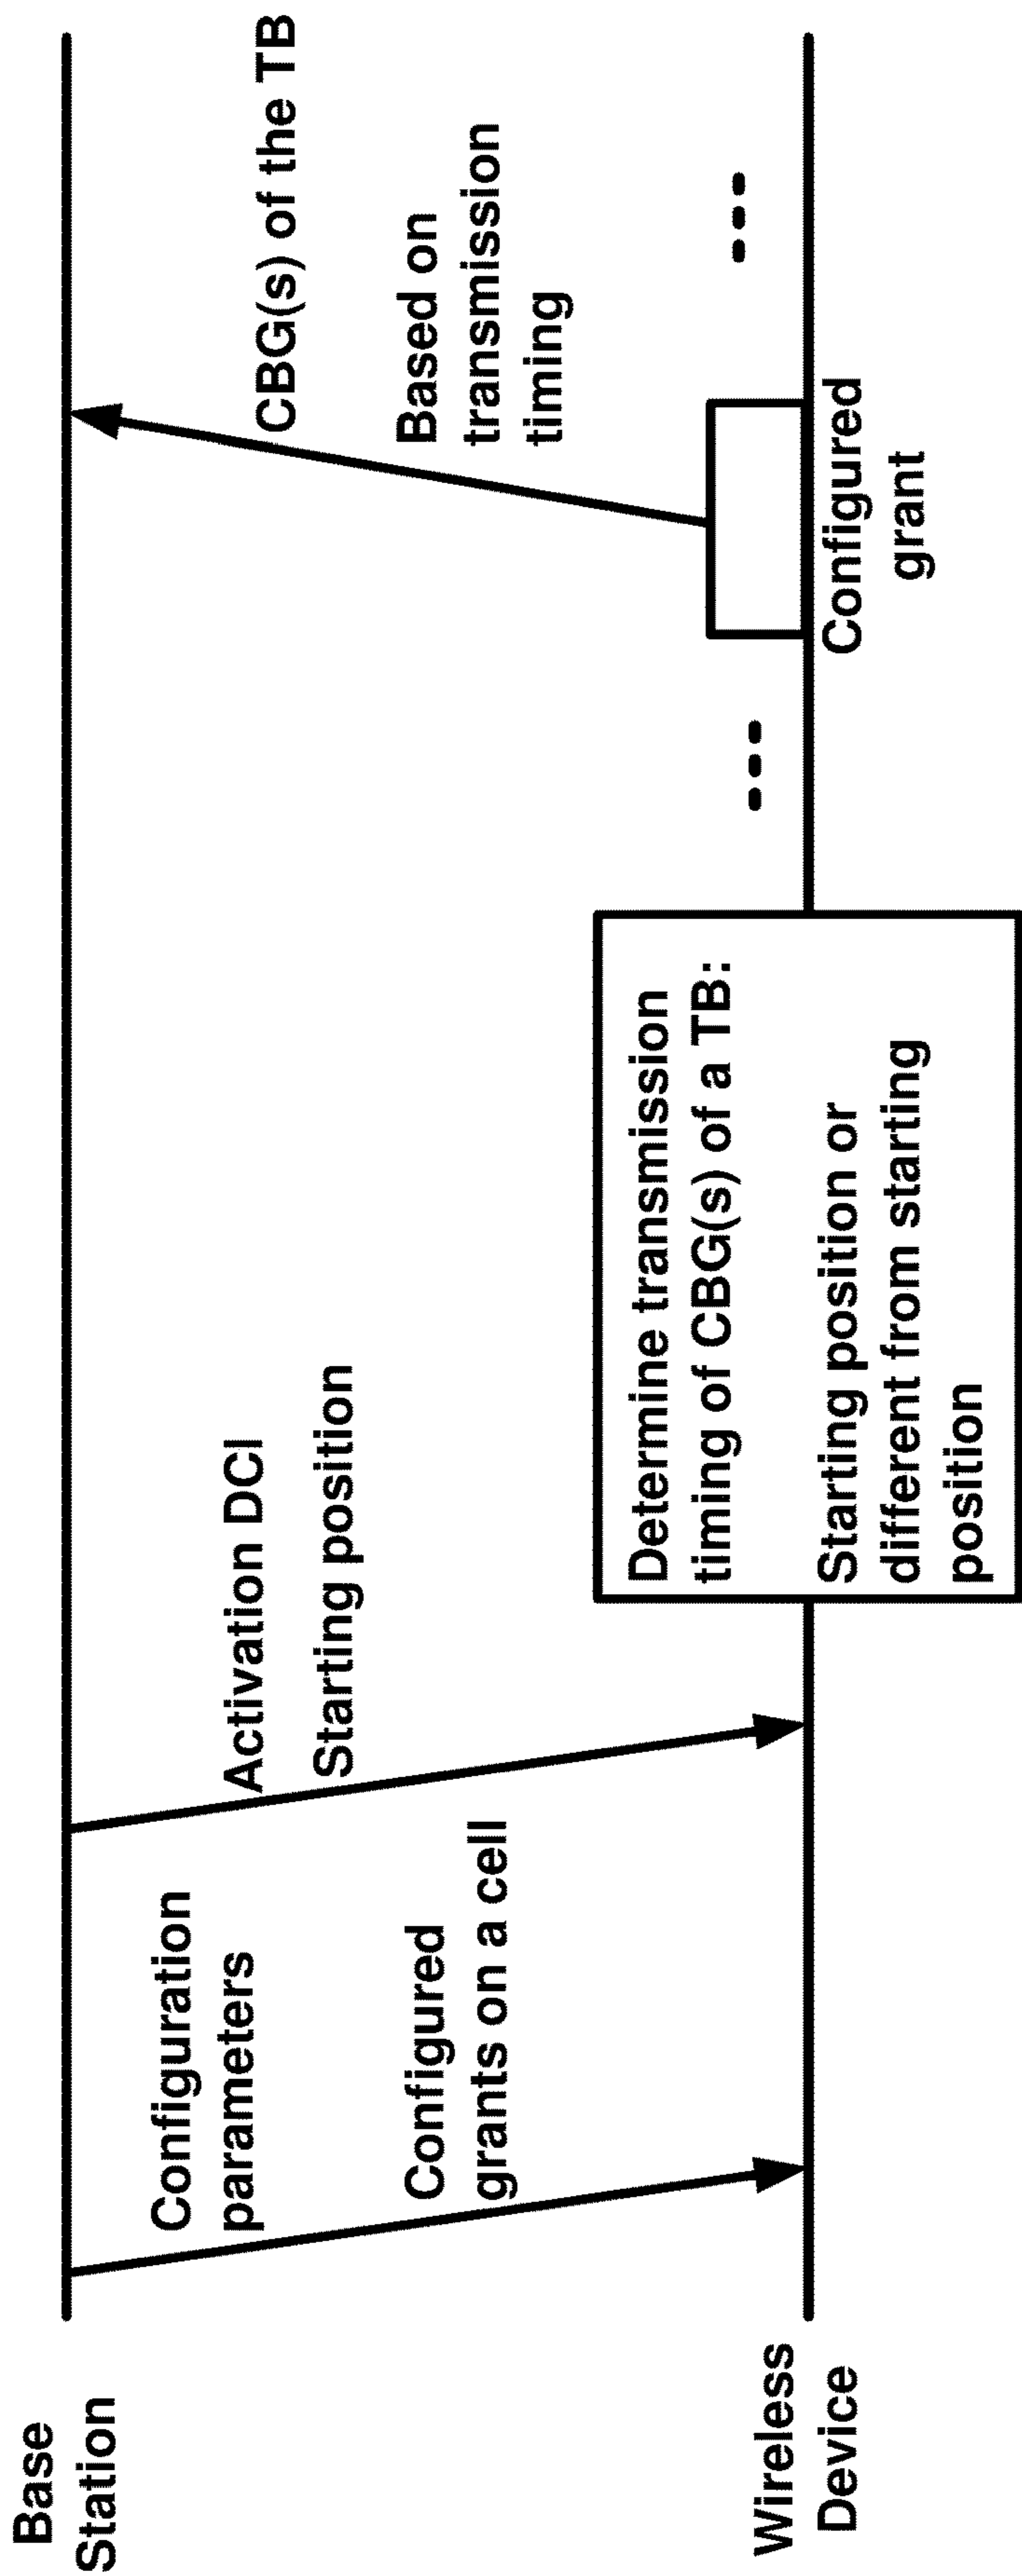 Base
Station
Configuration
parameters
Configured
grants on a cell
Activation DCI
Starting position
CBG(s) of the TB
Based on
transmission
timing
Wireless
Device
Determine transmission
timing of CBG(s) of a TB:
Starting position or
different from starting
position
Configured
grant